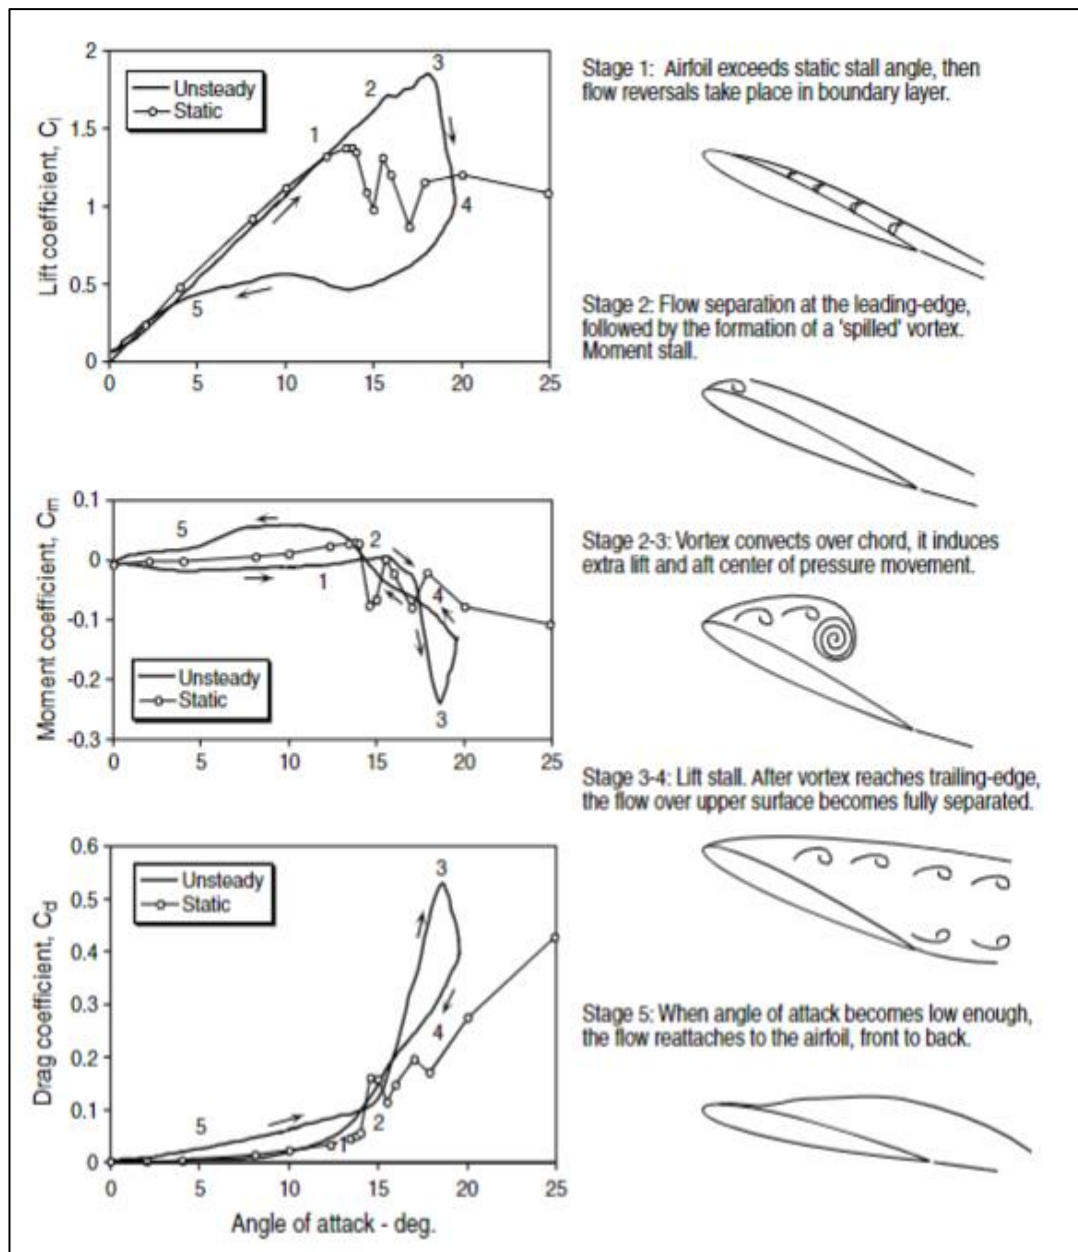 2
1.5
1
0.5
0
Lift coefficient, Cl
Unsteady
Static
1
2
3
4
5
0
5
10
15
20
25
Stage 1: Airfoil exceeds static stall angle, then
flow reversals take place in boundary layer.
Stage 2: Flow separation at the leading-edge,
followed by the formation of a 'spilled' vortex.
Moment stall.
0.1
0
-0.1
-0.2
-0.3
Moment coefficient, Cm
Unsteady
Static
5
1
2
4
3
0
5
10
15
20
25
Stage 2-3: Vortex convects over chord, it induces
extra lift and aft center of pressure movement.
Stage 3-4: Lift stall. After vortex reaches trailing-edge,
the flow over upper surface becomes fully separated.
0.6
0.5
0.4
0.3
0.2
0.1
0
Drag coefficient, Cd
Unsteady
Static
3
4
5
2
1
0
5
10
15
20
25
Angle of attack - deg.
Stage 5: When angle of attack becomes low enough,
the flow reattaches to the airfoil, front to back.